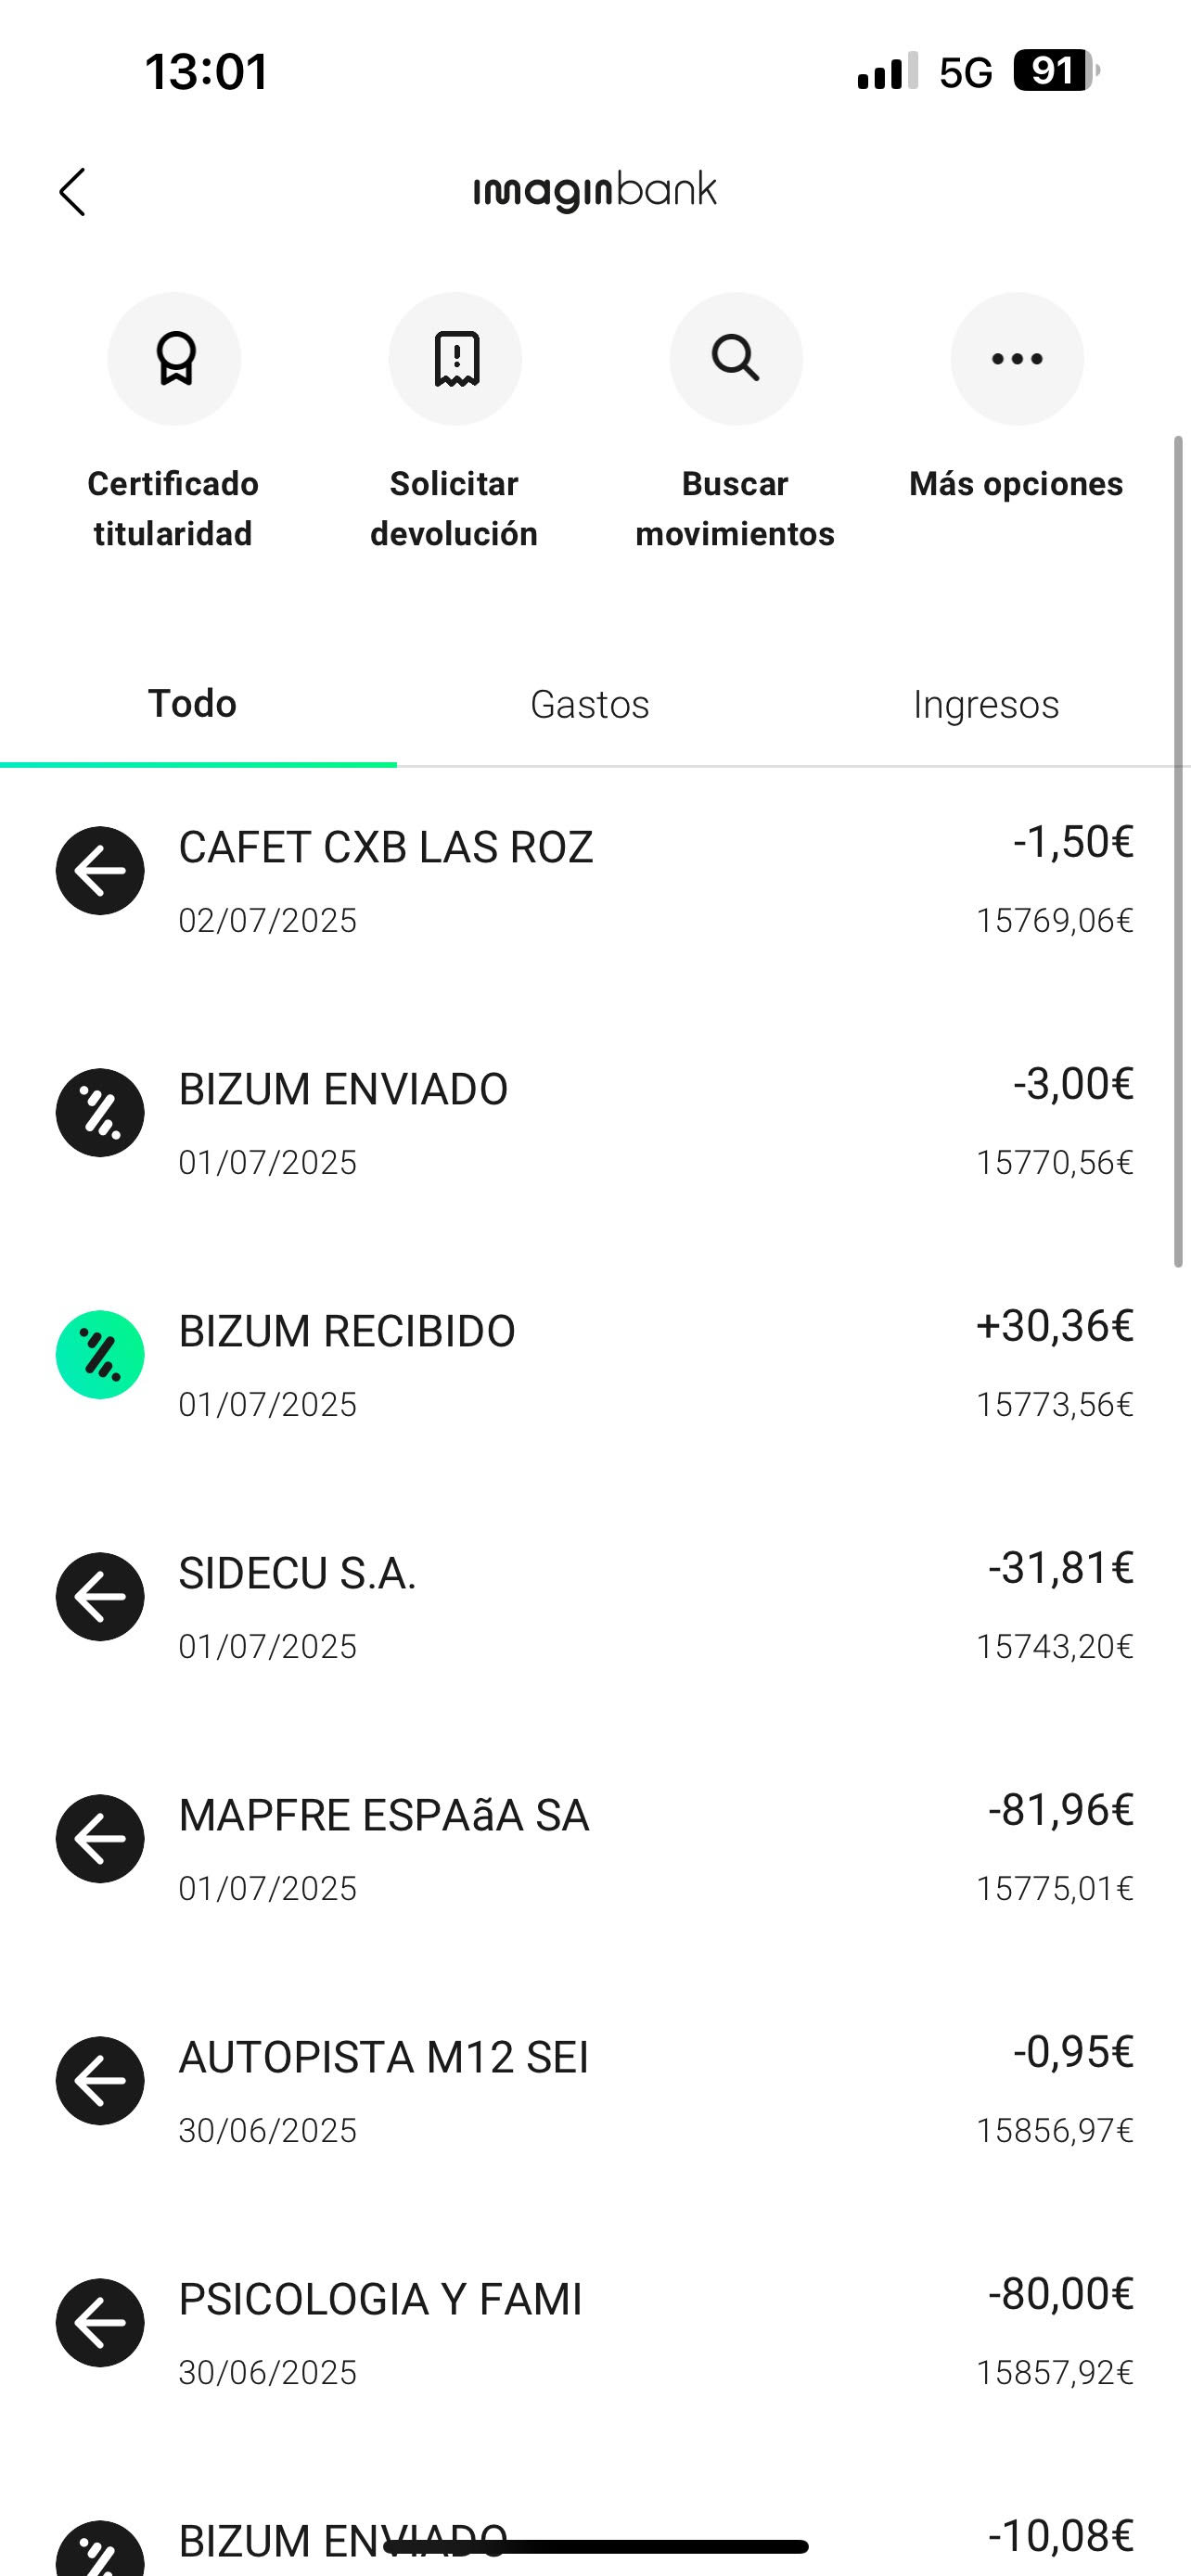 13:01
5G 91
imaginbank
Certificado
titularidad
Solicitar
devolución
Buscar
movimientos
Más opciones
Todo
Gastos
Ingresos
CAFET CXB LAS ROZ
-1,50€
02/07/2025
15769,06€
BIZUM ENVIADO
-3,00€
01/07/2025
15770,56€
BIZUM RECIBIDO
+30,36€
01/07/2025
15773,56€
SIDECU S.A.
-31,81€
01/07/2025
15743,20€
MAPFRE ESPAãA SA
-81,96€
01/07/2025
15775,01€
AUTOPISTA M12 SEI
-0,95€
30/06/2025
15856,97€
PSICOLOGIA Y FAMI
-80,00€
30/06/2025
15857,92€
BIZUM ENVIADO
-10,08€